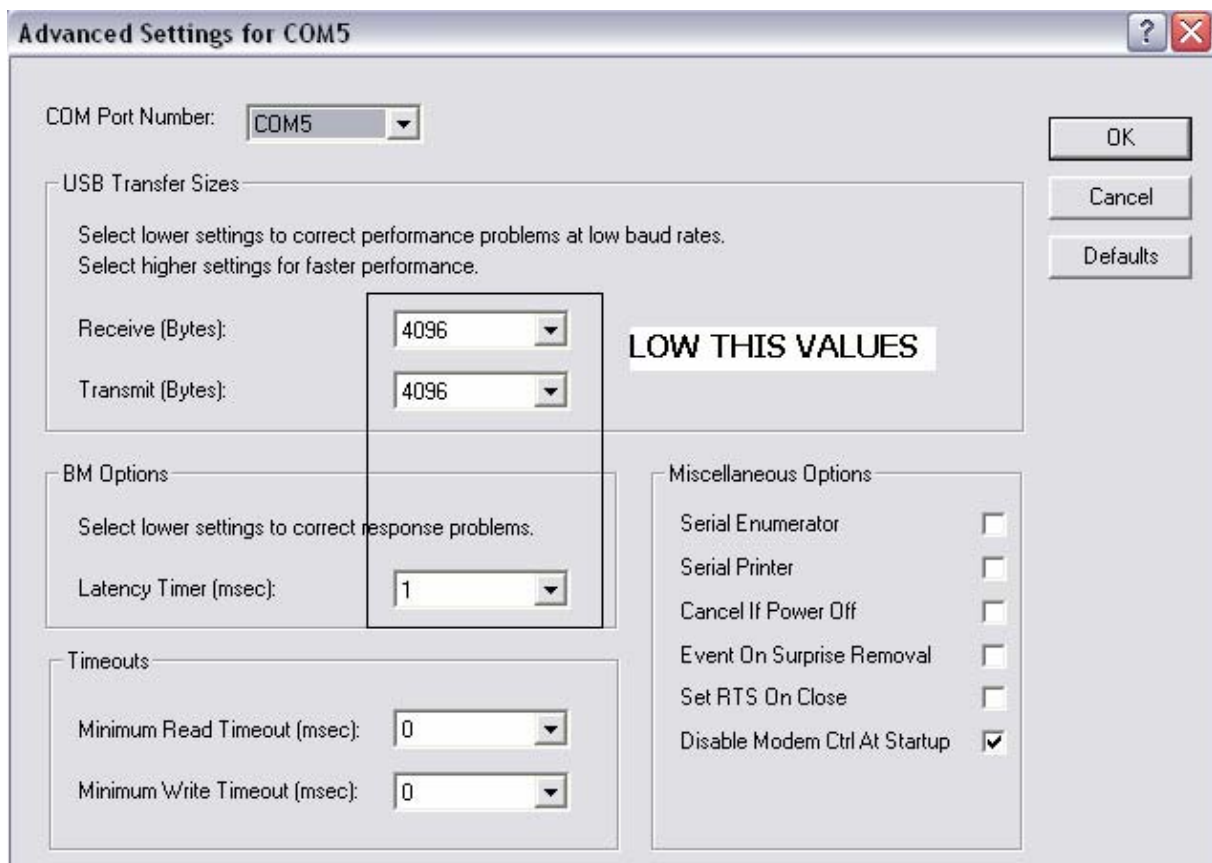 Advanced Settings for COM5
COM Port Number: COM5
OK
Cancel
Defaults
USB Transfer Sizes
Select lower settings to correct performance problems at low baud rates.
Select higher settings for faster performance.
Receive (Bytes): 4096
Transmit (Bytes): 4096
LOW THIS VALUES
BM Options
Select lower settings to correct response problems.
Latency Timer (msec): 1
Timeouts
Minimum Read Timeout (msec): 0
Minimum Write Timeout (msec): 0
Miscellaneous Options
Serial Enumerator
Serial Printer
Cancel If Power Off
Event On Surprise Removal
Set RTS On Close
Disable Modem Ctrl At Startup